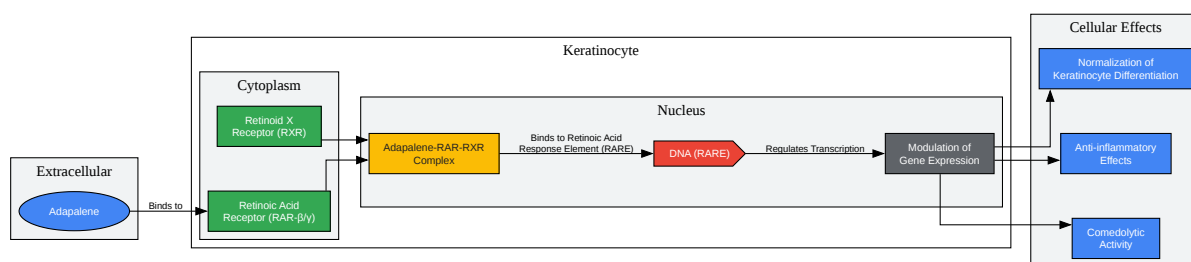 Cellular Effects
Keratinocyte
Normalization of
Keratinocyte Differentiation
Cytoplasm
Nucleus
Retinoid X
Receptor (RXR)
Adapalene-RAR-RXR
Complex
Binds to Retinoic Acid
Response Element (RARE)
DNA (RARE)
Regulates Transcription
Modulation of
Gene Expression
Anti-inflammatory
Effects
Extracellular
Adapalene
Binds to
Retinoic Acid
Receptor (RAR-β/γ)
Comedolytic
Activity